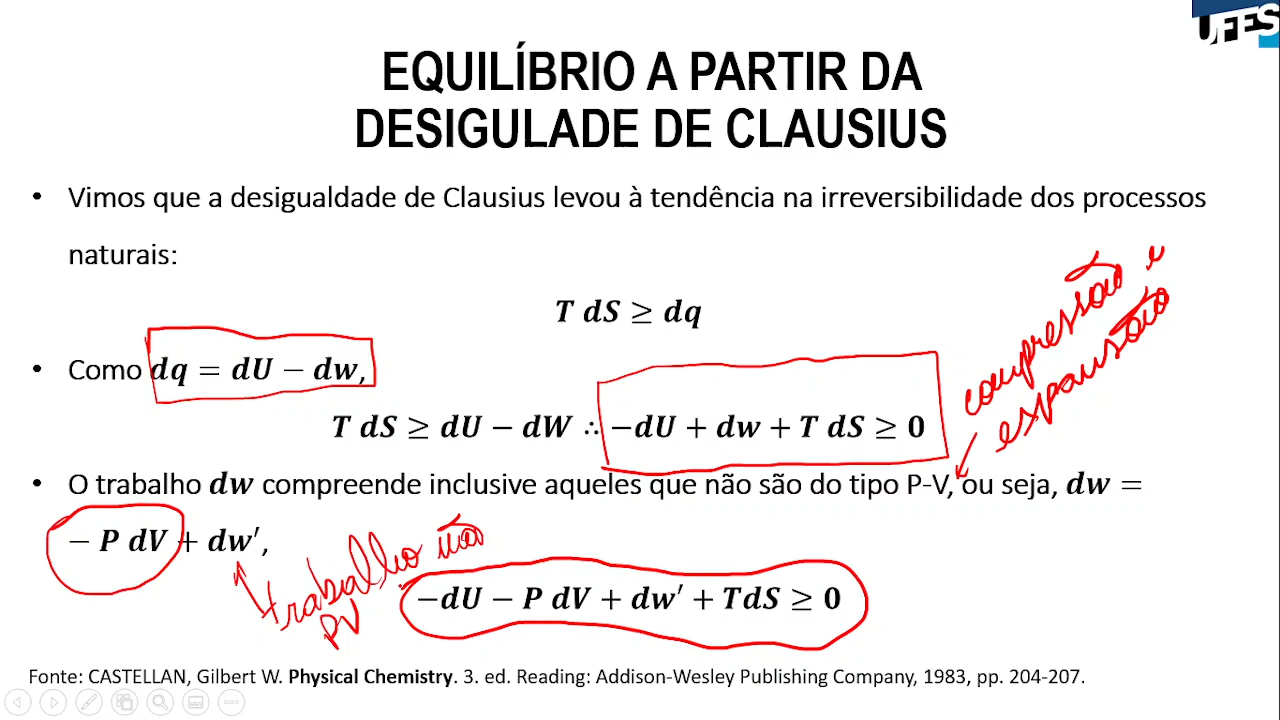 UFES
EQUILÍBRIO A PARTIR DA
DESIGULADE DE CLAUSIUS
• Vimos que a desigualdade de Clausius levou à tendência na irreversibilidade dos processos
naturais:
T dS ≥ dq
• Como dq = dU − dw,
T dS ≥ dU − dW ∴ −dU + dw + T dS ≥ 0
compressão e
expansão
• O trabalho dw compreende inclusive aqueles que não são do tipo P-V, ou seja, dw =
− P dV + dw′,
trabalho não
PV
−dU − P dV + dw′ + TdS ≥ 0
Fonte: CASTELLAN, Gilbert W. Physical Chemistry. 3. ed. Reading: Addison-Wesley Publishing Company, 1983, pp. 204-207.